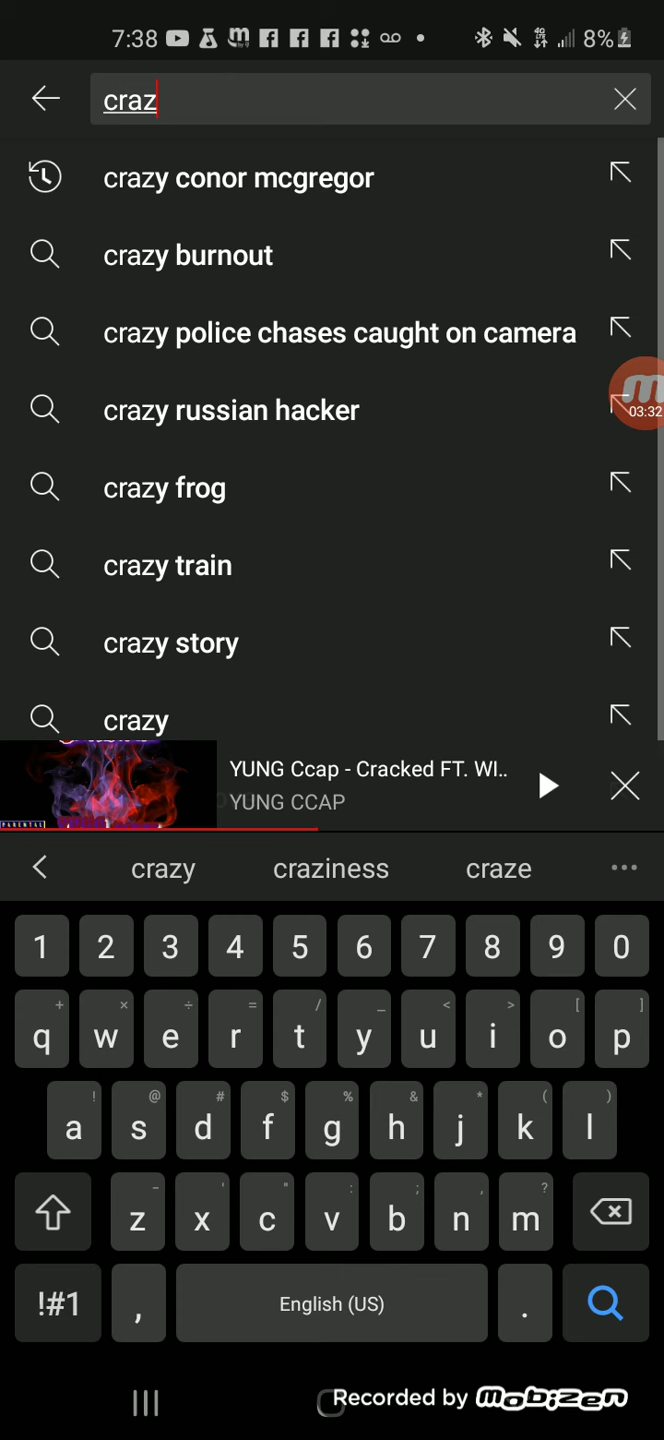 7:38 8%
craz
crazy conor mcgregor
crazy burnout
crazy police chases caught on camera
crazy russian hacker
03:32
crazy frog
crazy train
crazy story
crazy
YUNG Ccap - Cracked FT. WI..
YUNG CCAP
PARENTAL
crazy craziness craze
1 2 3 4 5 6 7 8 9 0
+ × ÷ = / _ < > [ ]
q w e r t y u i o p
! @ # $ % & * ( )
a s d f g h j k l
- ' " : ; , ?
z x c v b n m
!#1 , English (US) .
Recorded by mobizen